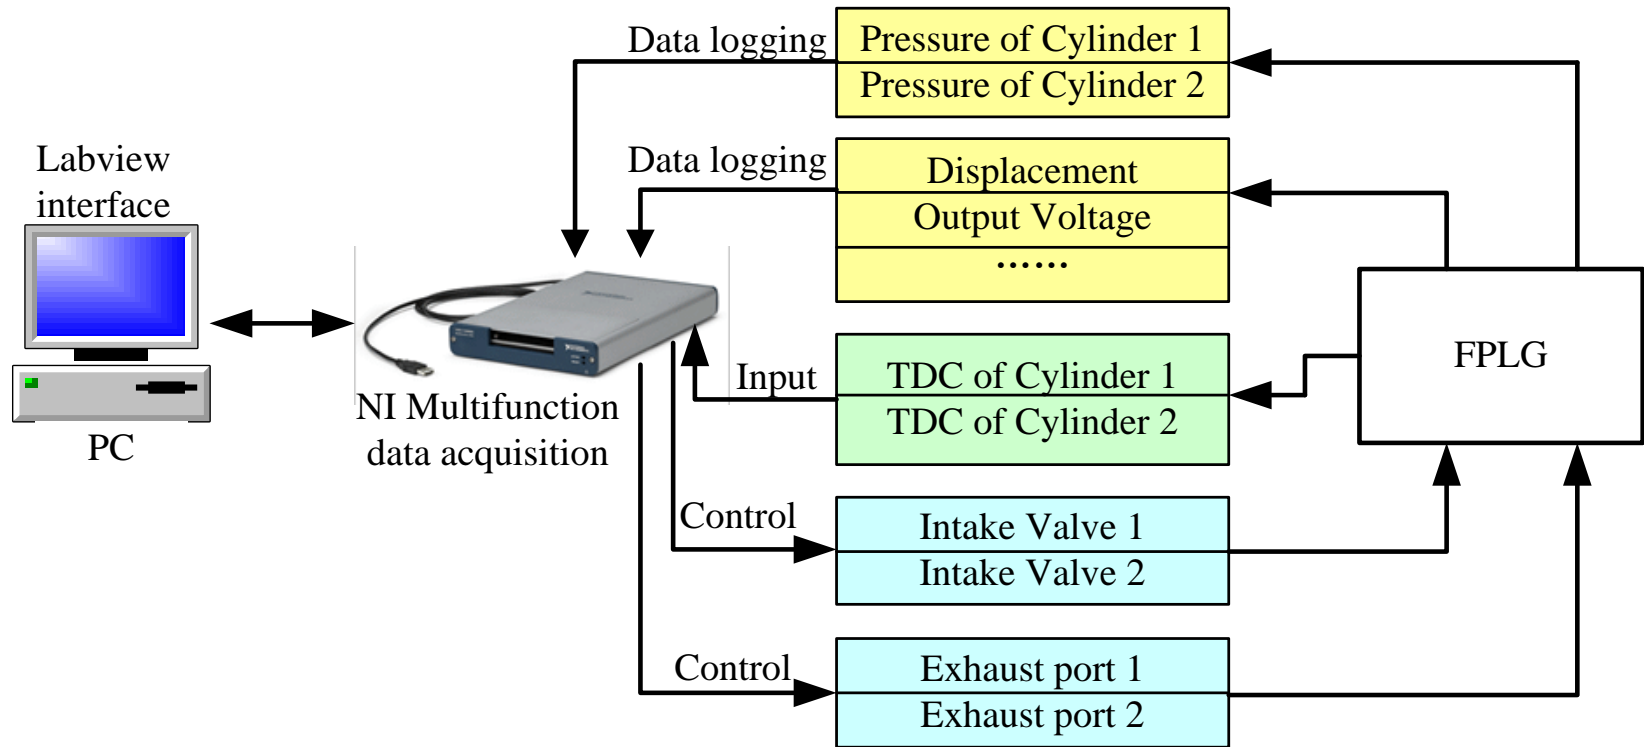 Labview
interface
PC
NI Multifunction
data acquisition
Data logging
Pressure of Cylinder 1
Pressure of Cylinder 2
Data logging
Displacement
Output Voltage
……
Input
TDC of Cylinder 1
TDC of Cylinder 2
Control
Intake Valve 1
Intake Valve 2
Control
Exhaust port 1
Exhaust port 2
FPLG